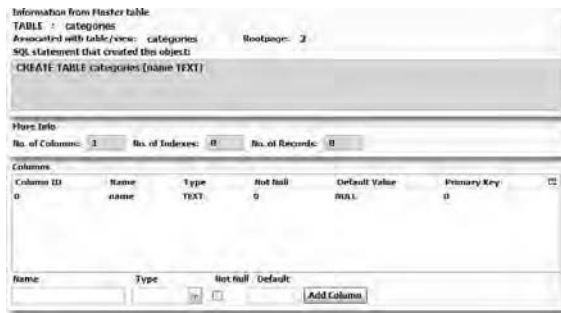 Information from Master table
TABLE : categories
Associated with table/view: categories Rootpage: 2
SQL statement that created this object:
CREATE TABLE categories (name TEXT)
More Info
No. of Columns: 1 No. of Indexes: 0 No. of Records: 0
Columns
Column ID Name Type Not Null Default Value Primary Key
0 name TEXT 0 NULL 0
Name Type Not Null Default
Add Column